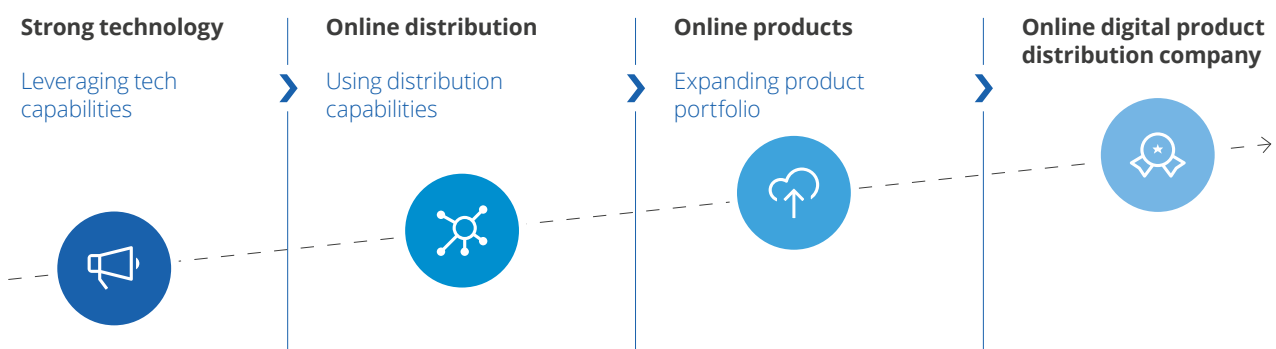 Strong technology
Leveraging tech
capabilities
Online distribution
Using distribution
capabilities
Online products
Expanding product
portfolio
Online digital product
distribution company